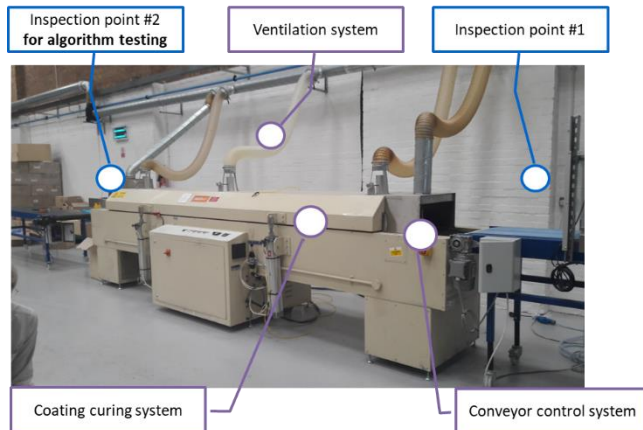 Inspection point #2
for algorithm testing
Ventilation system
Inspection point #1
Coating curing system
Conveyor control system